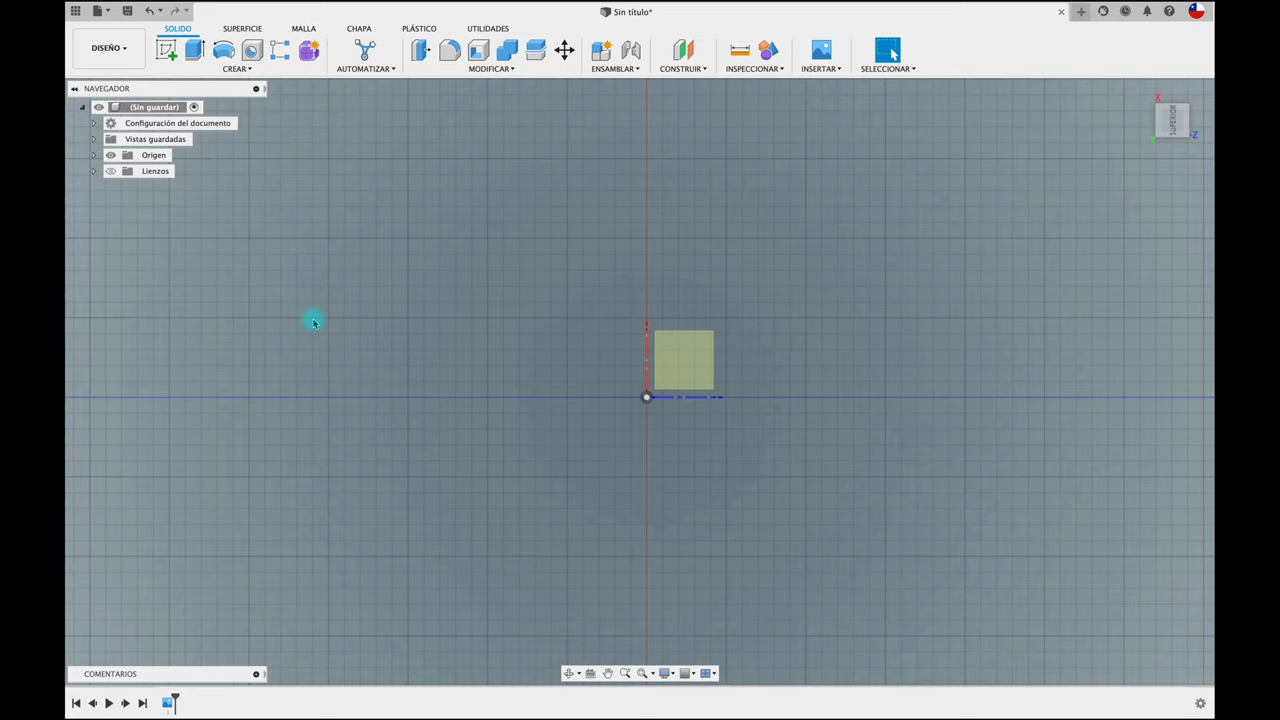 Sin título*
SOLIDO SUPERFICIE MALLA CHAPA PLÁSTICO UTILIDADES
DISEÑO
CREAR AUTOMATIZAR MODIFICAR ENSAMBLAR CONSTRUIR INSPECCIONAR INSERTAR SELECCIONAR
NAVEGADOR
(Sin guardar)
Configuración del documento
Vistas guardadas
Origen
Lienzos
X
SUPERIOR
Z
Y
COMENTARIOS